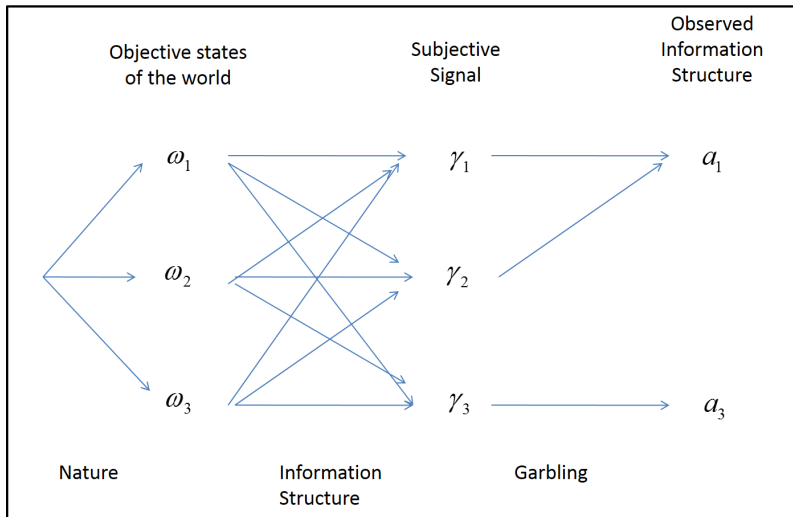 Objective states
of the world
Subjective
Signal
Observed
Information
Structure
ω₁
γ₁
a₁
ω₂
γ₂
ω₃
γ₃
a₃
Nature
Information
Structure
Garbling